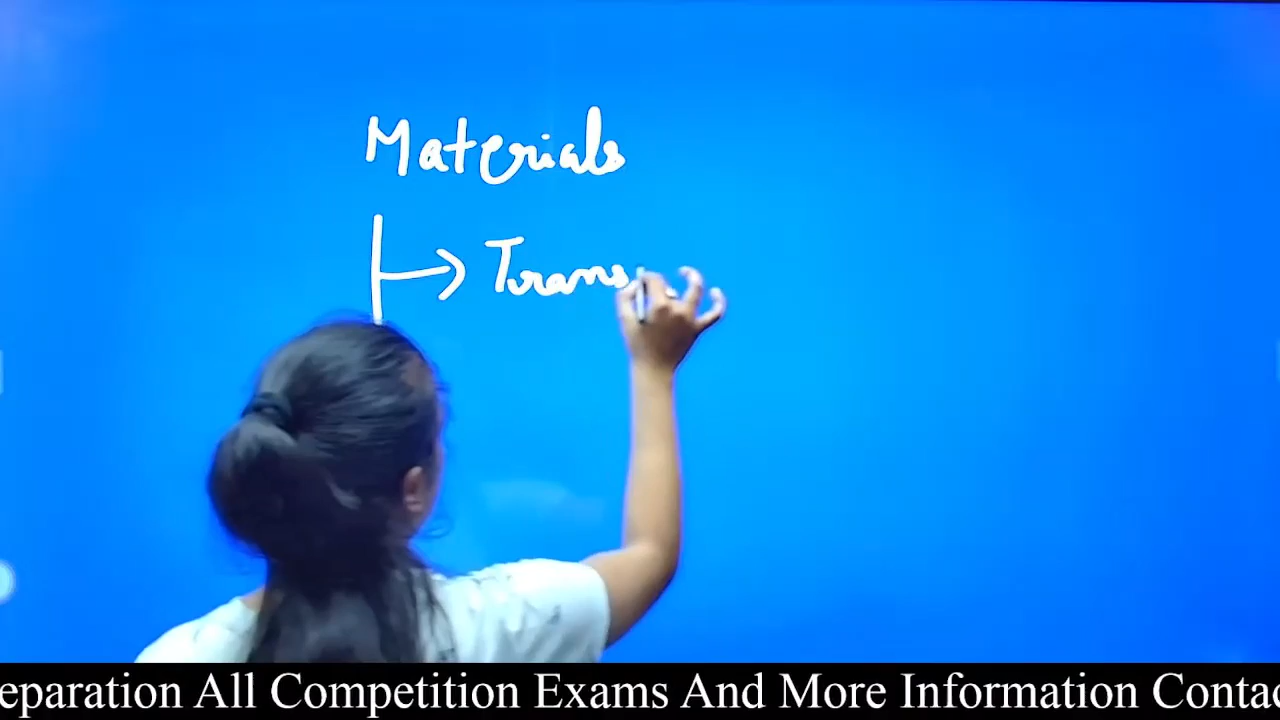 Materials
Trans
eparation All Competition Exams And More Information Contac